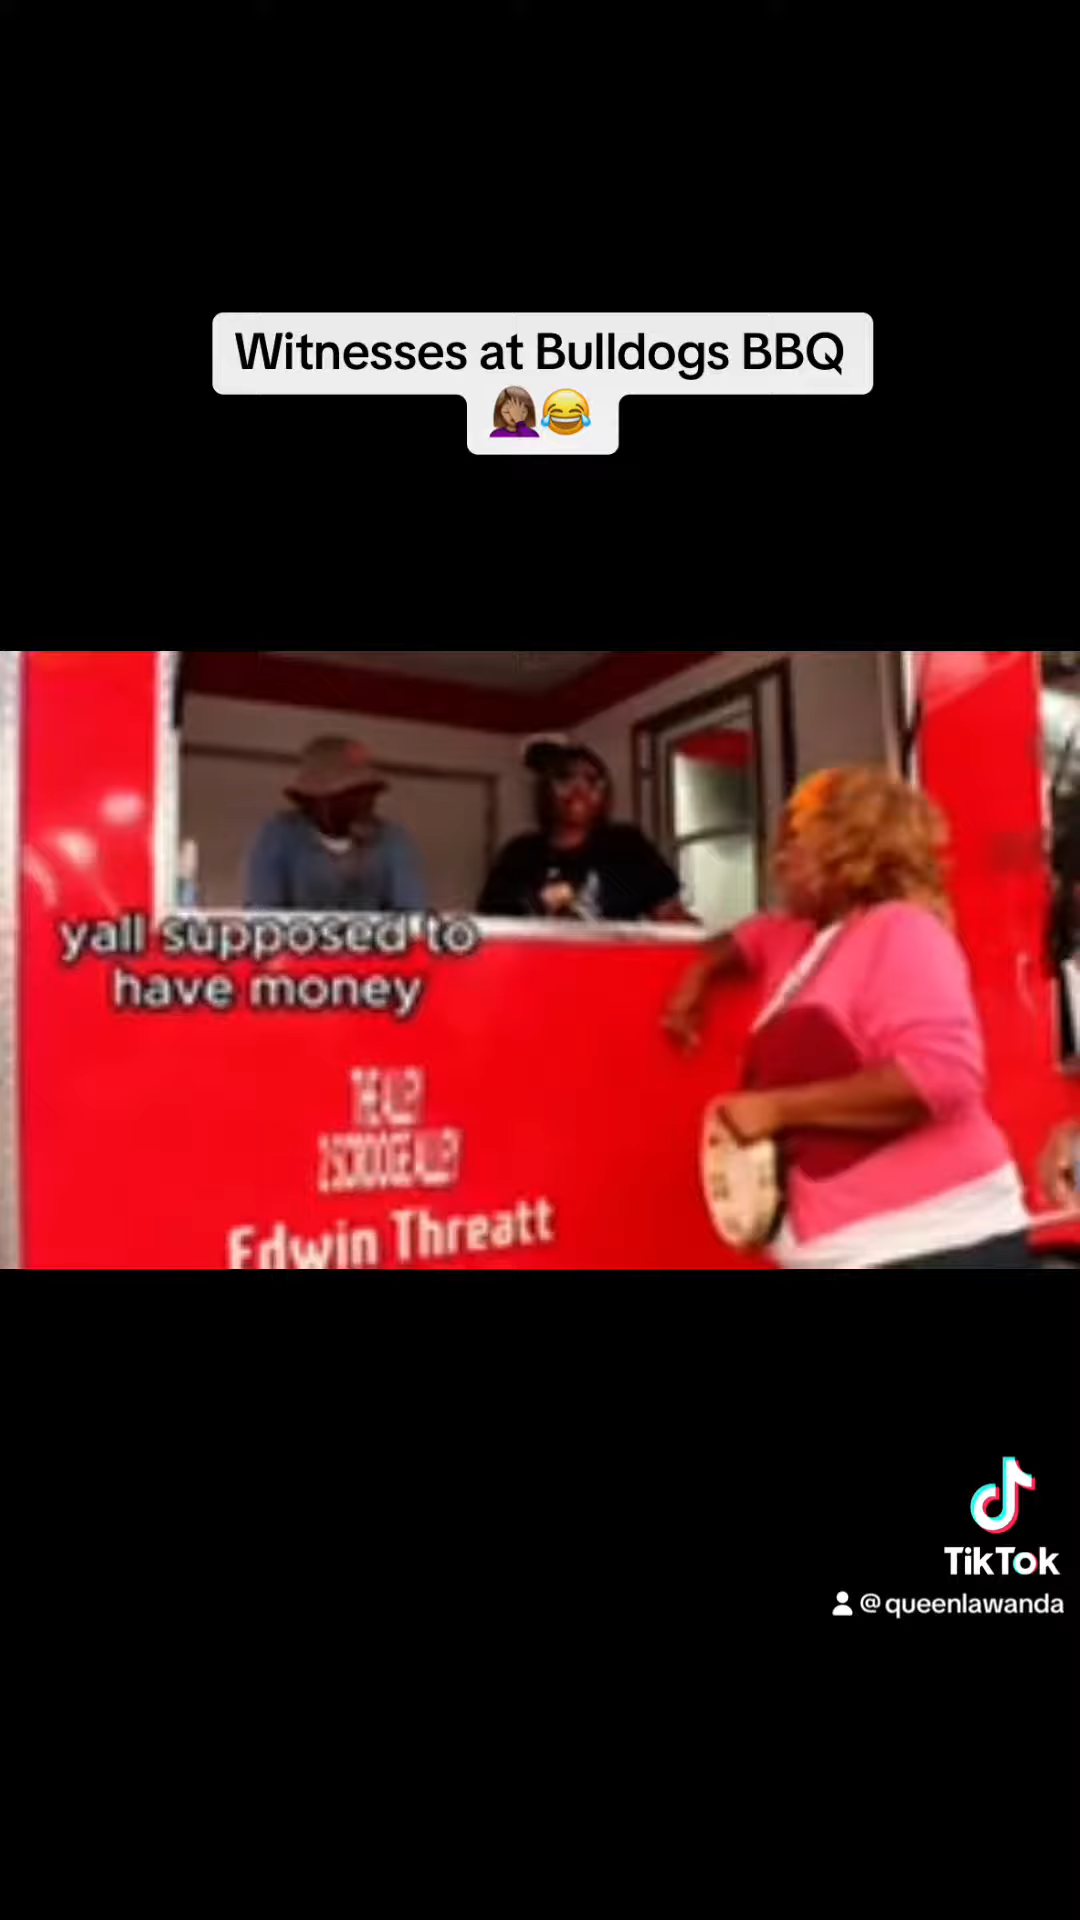 Witnesses at Bulldogs BBQ
🤦🏽‍♀️😂
yall supposed to
have money
Edwin Threatt
TikTok
@queenlawanda